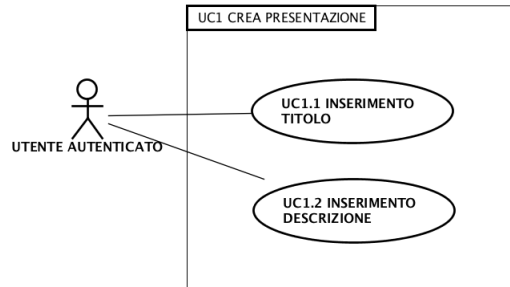 UC1 CREA PRESENTAZIONE
UC1.1 INSERIMENTO
TITOLO
UTENTE AUTENTICATO
UC1.2 INSERIMENTO
DESCRIZIONE